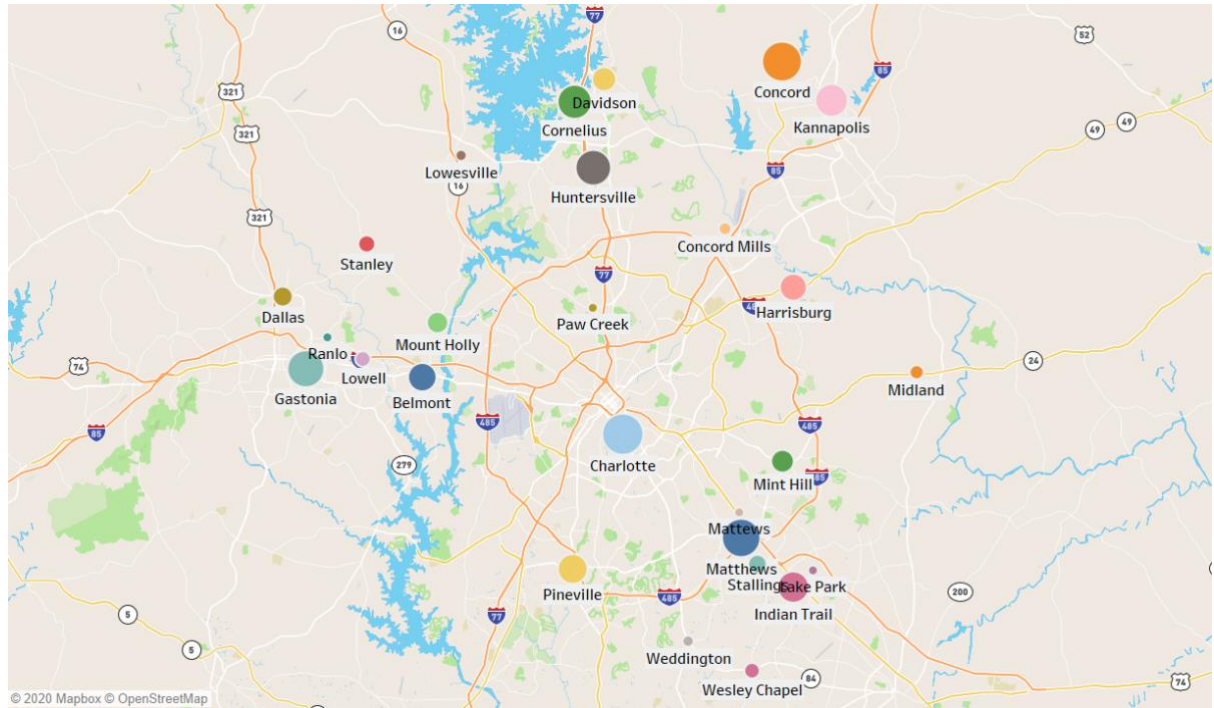 77
16
52
Concord
85
321
Davidson
Kannapolis
Cornelius
49
49
321
Lowesville
16
85
Huntersville
321
Concord Mills
Stanley
77
Harrisburg
485
Dallas
Paw Creek
Mount Holly
Ranlo
74
Lowell
24
Midland
Gastonia
Belmont
485
485
85
Charlotte
279
Mint Hill
485
Mattews
Matthews
Stallings
Lake Park
Pineville
485
200
Indian Trail
5
77
5
Weddington
Wesley Chapel
84
74
© 2020 Mapbox © OpenStreetMap